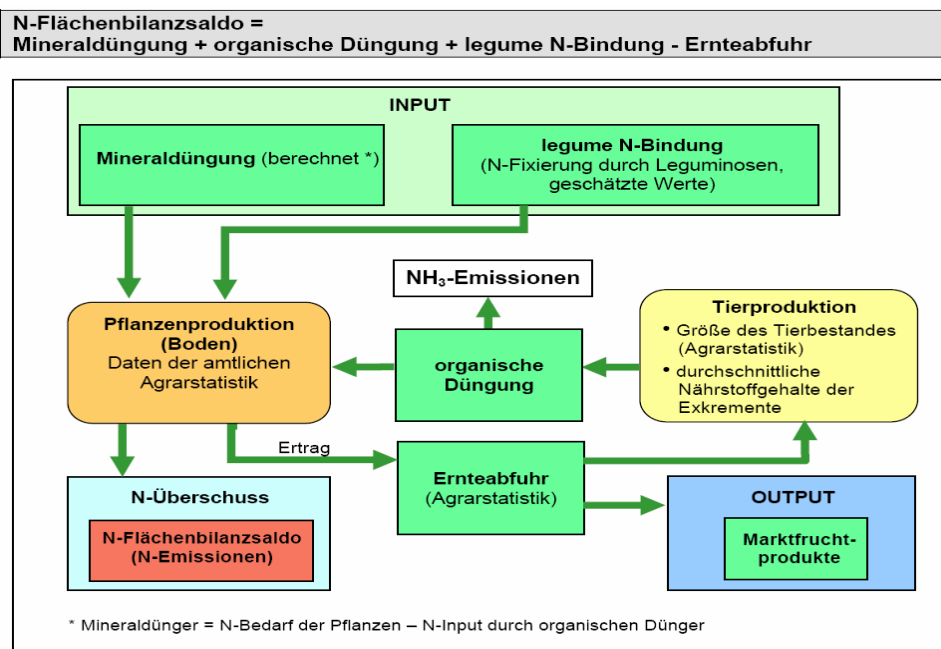 N-Flächenbilanzsaldo =
Mineraldüngung + organische Düngung + legume N-Bindung - Ernteabfuhr
INPUT
Mineraldüngung (berechnet *)
legume N-Bindung
(N-Fixierung durch Leguminosen,
geschätzte Werte)
NH₃-Emissionen
Pflanzenproduktion
(Boden)
Daten der amtlichen
Agrarstatistik
organische
Düngung
Tierproduktion
• Größe des Tierbestandes
(Agrarstatistik)
• durchschnittliche
Nährstoffgehalte der
Exkremente
Ertrag
Ernteabfuhr
(Agrarstatistik)
N-Überschuss
N-Flächenbilanzsaldo
(N-Emissionen)
OUTPUT
Marktfrucht-
produkte
* Mineraldünger = N-Bedarf der Pflanzen – N-Input durch organischen Dünger